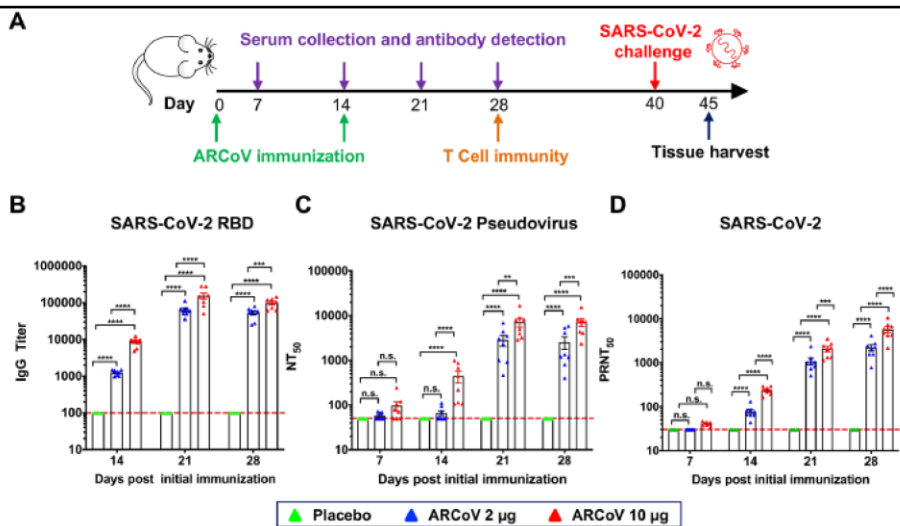 A
Serum collection and antibody detection
SARS-CoV-2
challenge
Day 0 7 14 21 28 40 45
ARCoV immunization
T Cell immunity
Tissue harvest
B
SARS-CoV-2 RBD
IgG Titer
1000000
100000
10000
1000
100
10
**** **** ****
**** **** ****
**** **** ***
14 21 28
Days post initial immunization
C
SARS-CoV-2 Pseudovirus
NT50
100000
10000
1000
100
10
n.s. n.s. n.s.
n.s. **** ****
**** **** **
**** **** ***
7 14 21 28
Days post initial immunization
D
SARS-CoV-2
PRNT50
100000
10000
1000
100
10
n.s. n.s. n.s.
**** **** ****
**** **** ***
**** **** ****
7 14 21 28
Days post initial immunization
Placebo ARCoV 2 μg ARCoV 10 μg